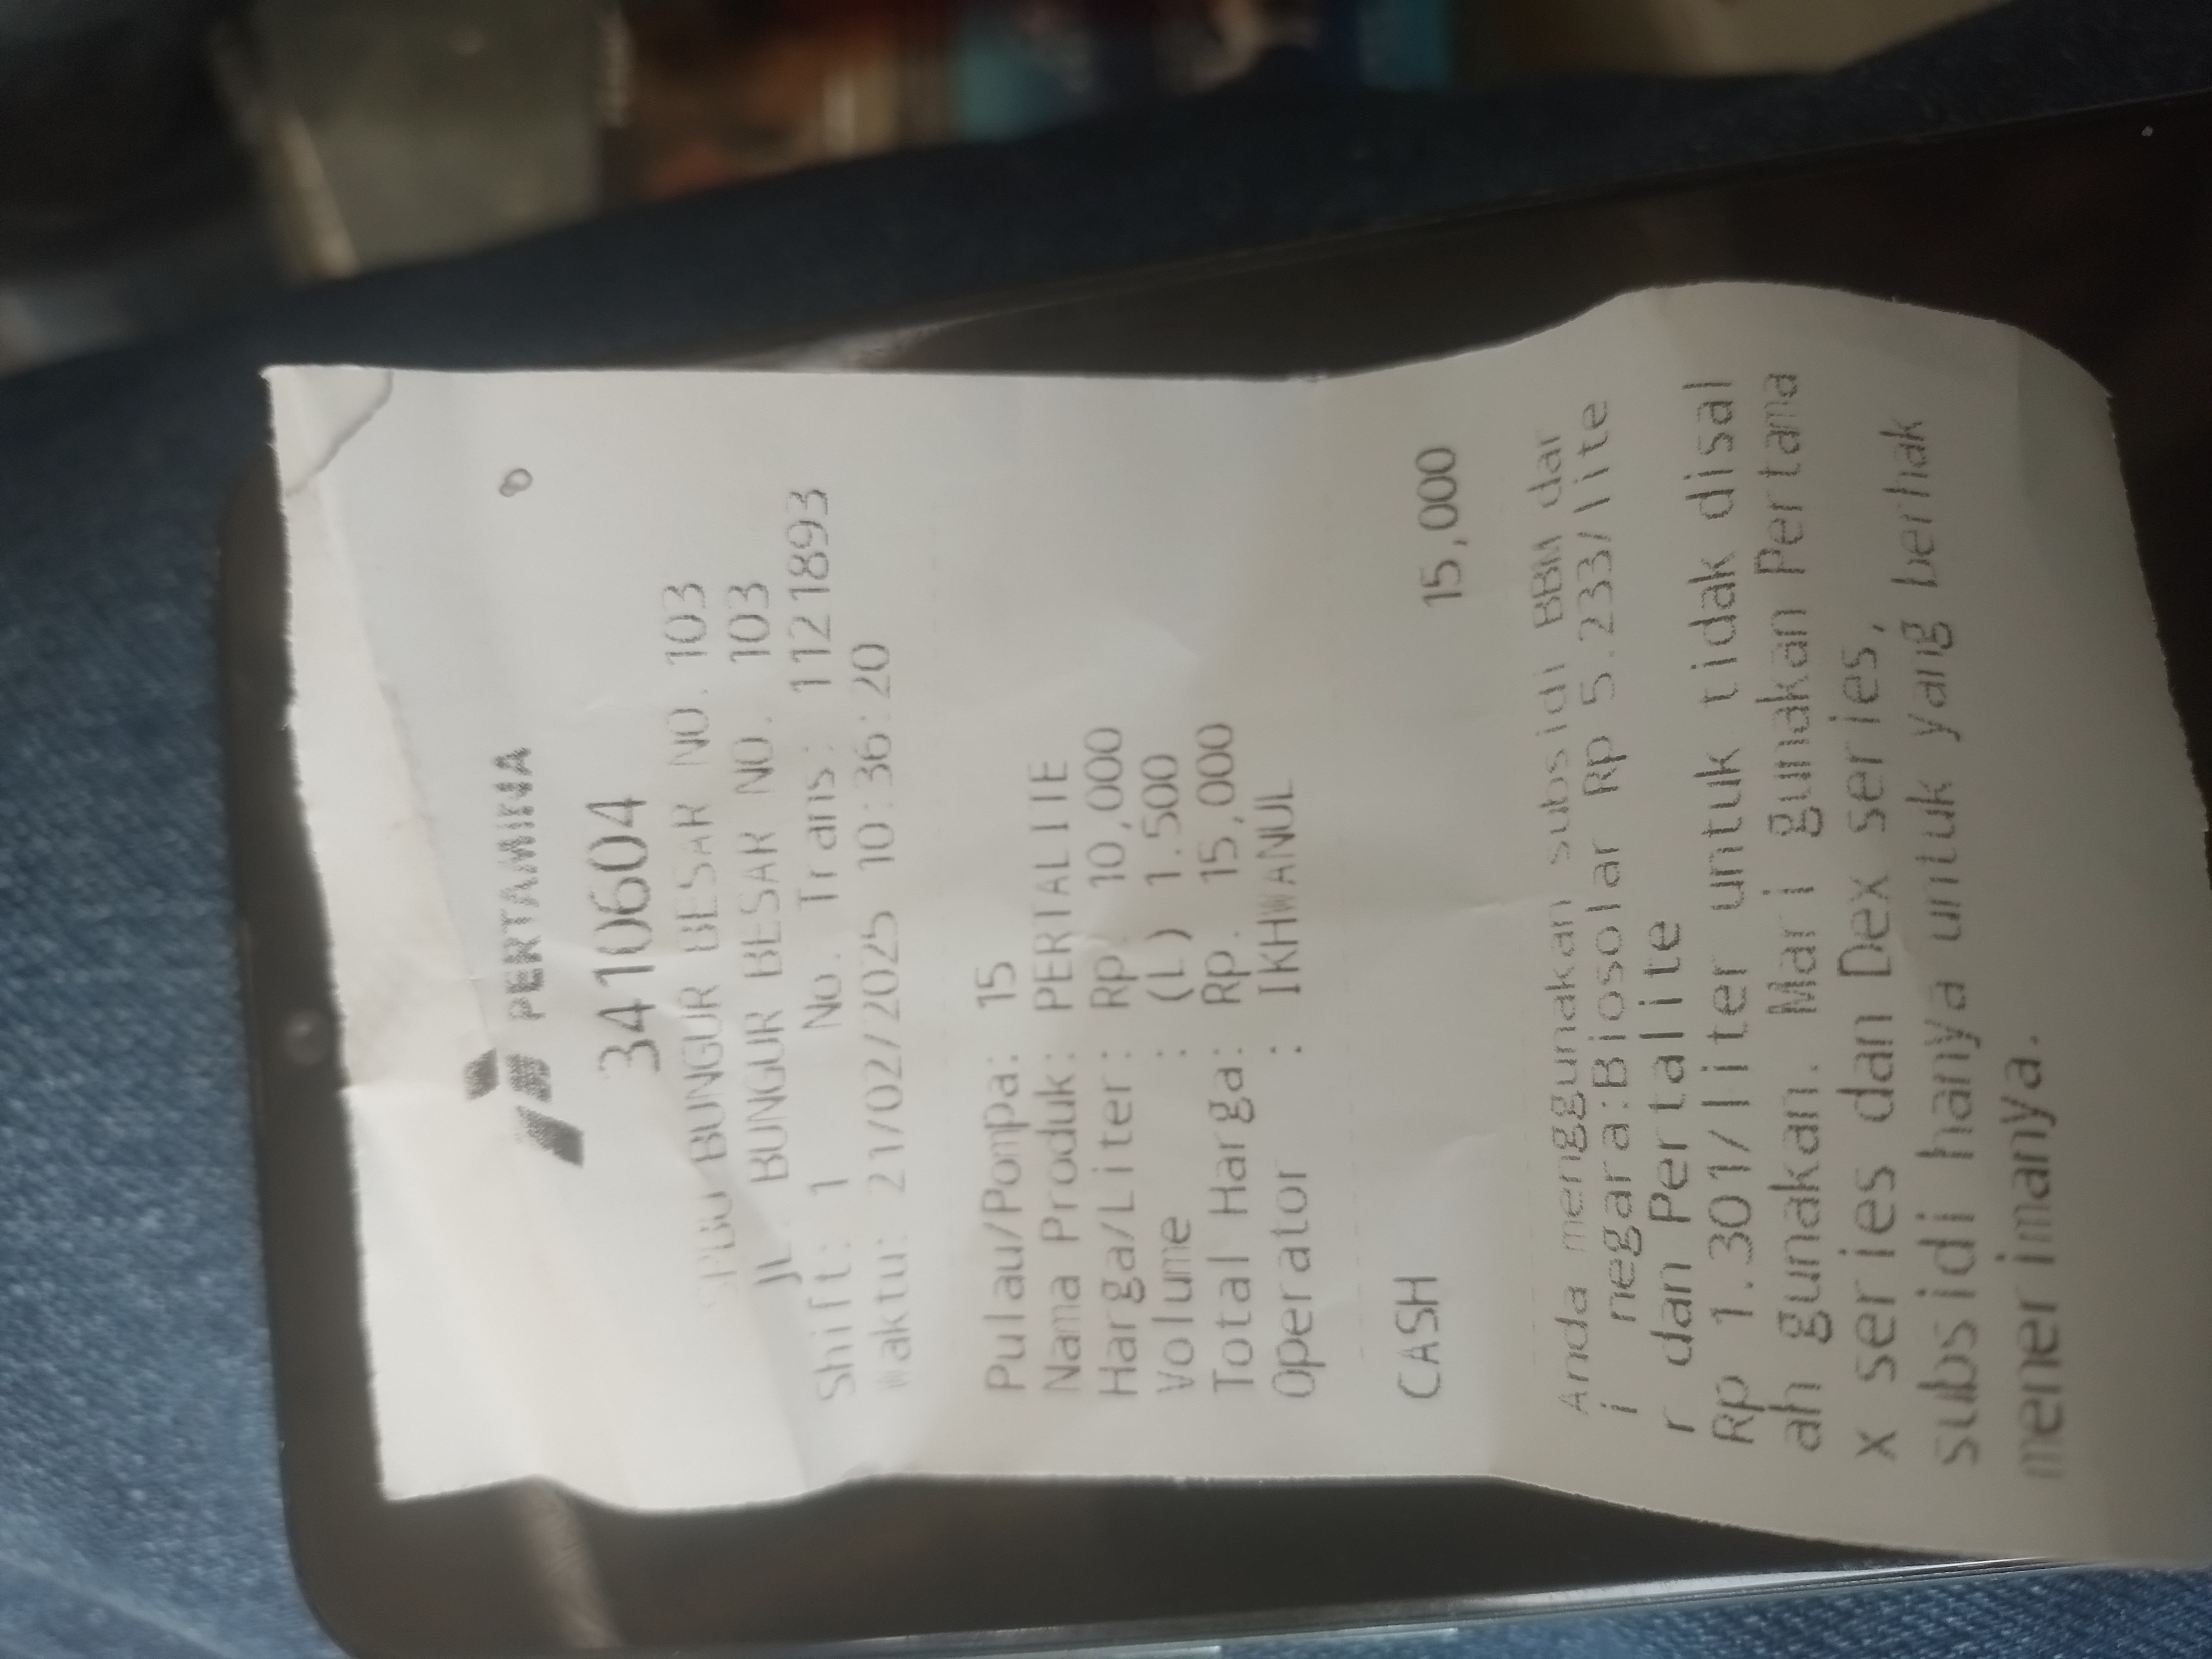 PERTAMINA
8
3410604
SPBU BUNGUR BESAR NO. 103
JL. BUNGUR BESAR NO. 103
Shift: 1 No. Trans: 1121893
Waktu: 21/02/2025 10:36:20
Pulau/Pompa: 15
Nama Produk: PERTALITE
Harga/Liter: Rp. 10,000
Volume : (L) 1.500
Total Harga: Rp. 15,000
Operator : IKHWANUL
CASH 15,000
Anda menggunakan subsidi BBM dar
i negara:Biosolar Rp 5.233/lite
r dan Pertalite
Rp 1.301/liter untuk tidak disal
ah gunakan. Mari gunakan Pertama
x series dan Dex series,
subsidi hanya untuk yang berhak
menerimanya.